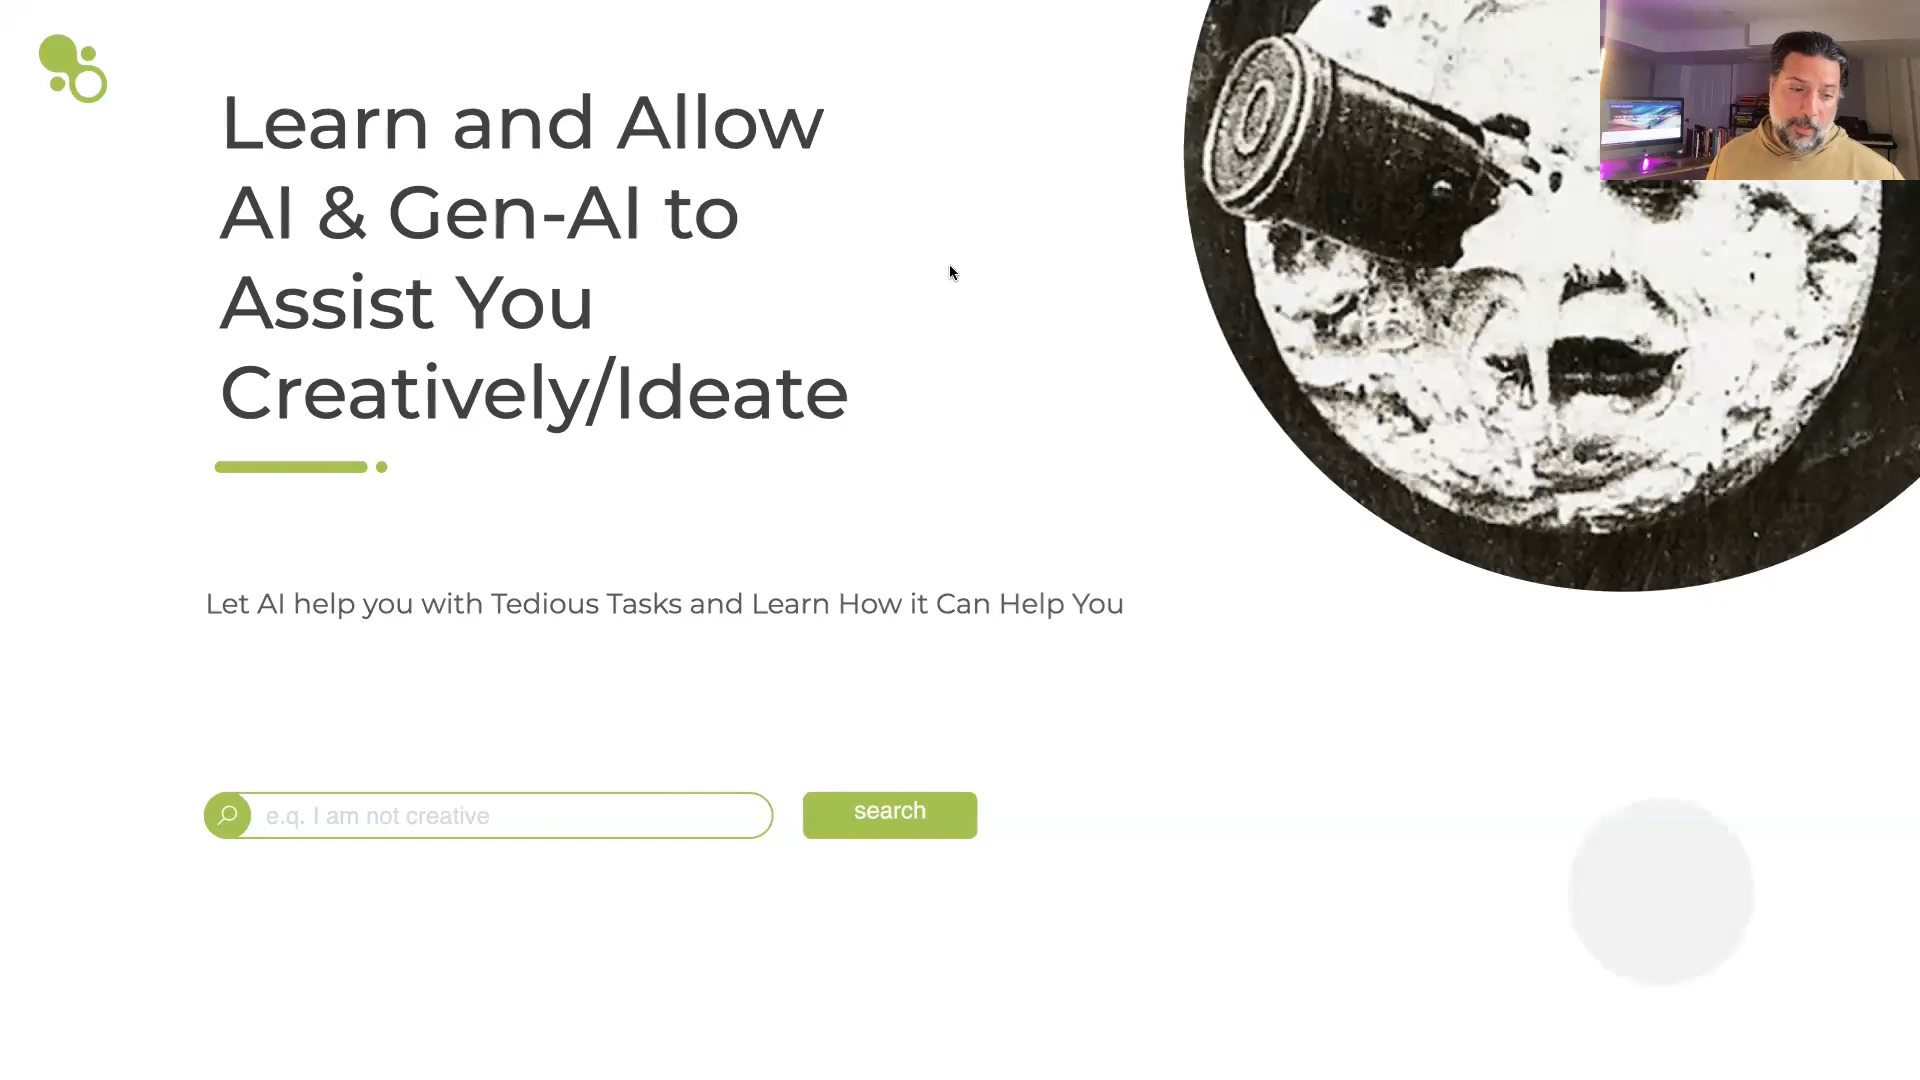 Learn and Allow
AI & Gen-AI to
Assist You
Creatively/Ideate
Let AI help you with Tedious Tasks and Learn How it Can Help You
e.q. I am not creative
search